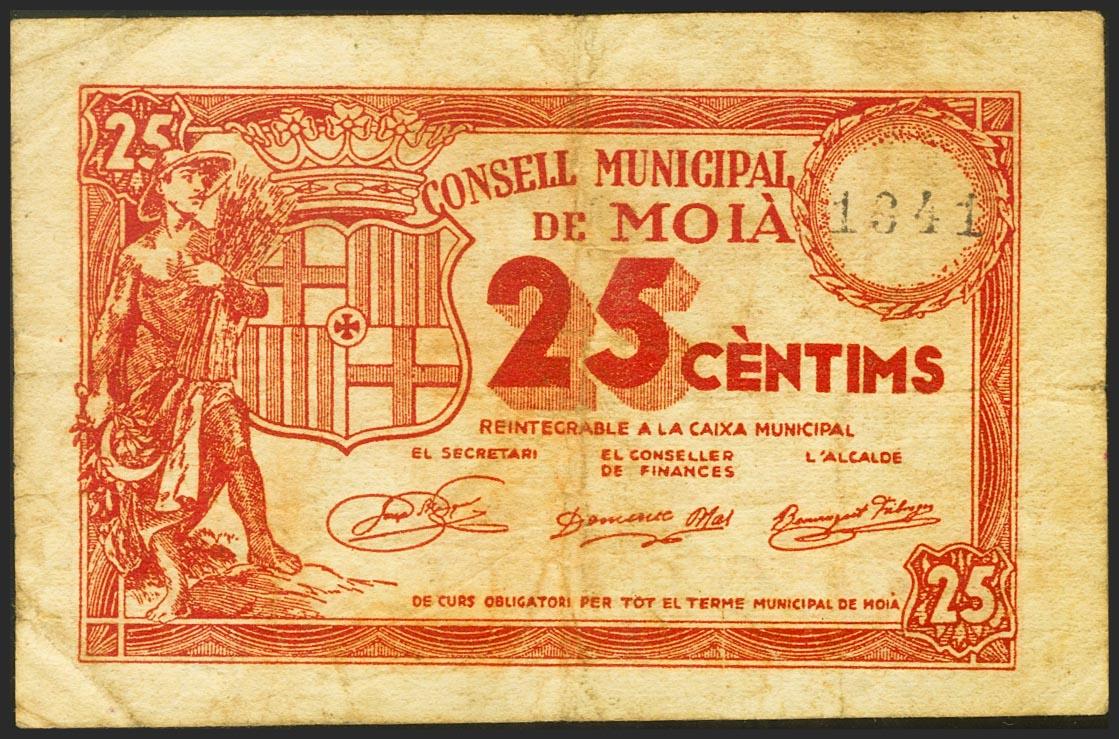 25
CONSELL MUNICIPAL
DE MOIÀ
1341
25 CÈNTIMS
REINTEGRABLE A LA CAIXA MUNICIPAL
EL SECRETARI
EL CONSELLER
DE FINANCES
L'ALCALDE
Domenec
DE CURS OBLIGATORI PER TOT EL TERME MUNICIPAL DE MOIÀ
25